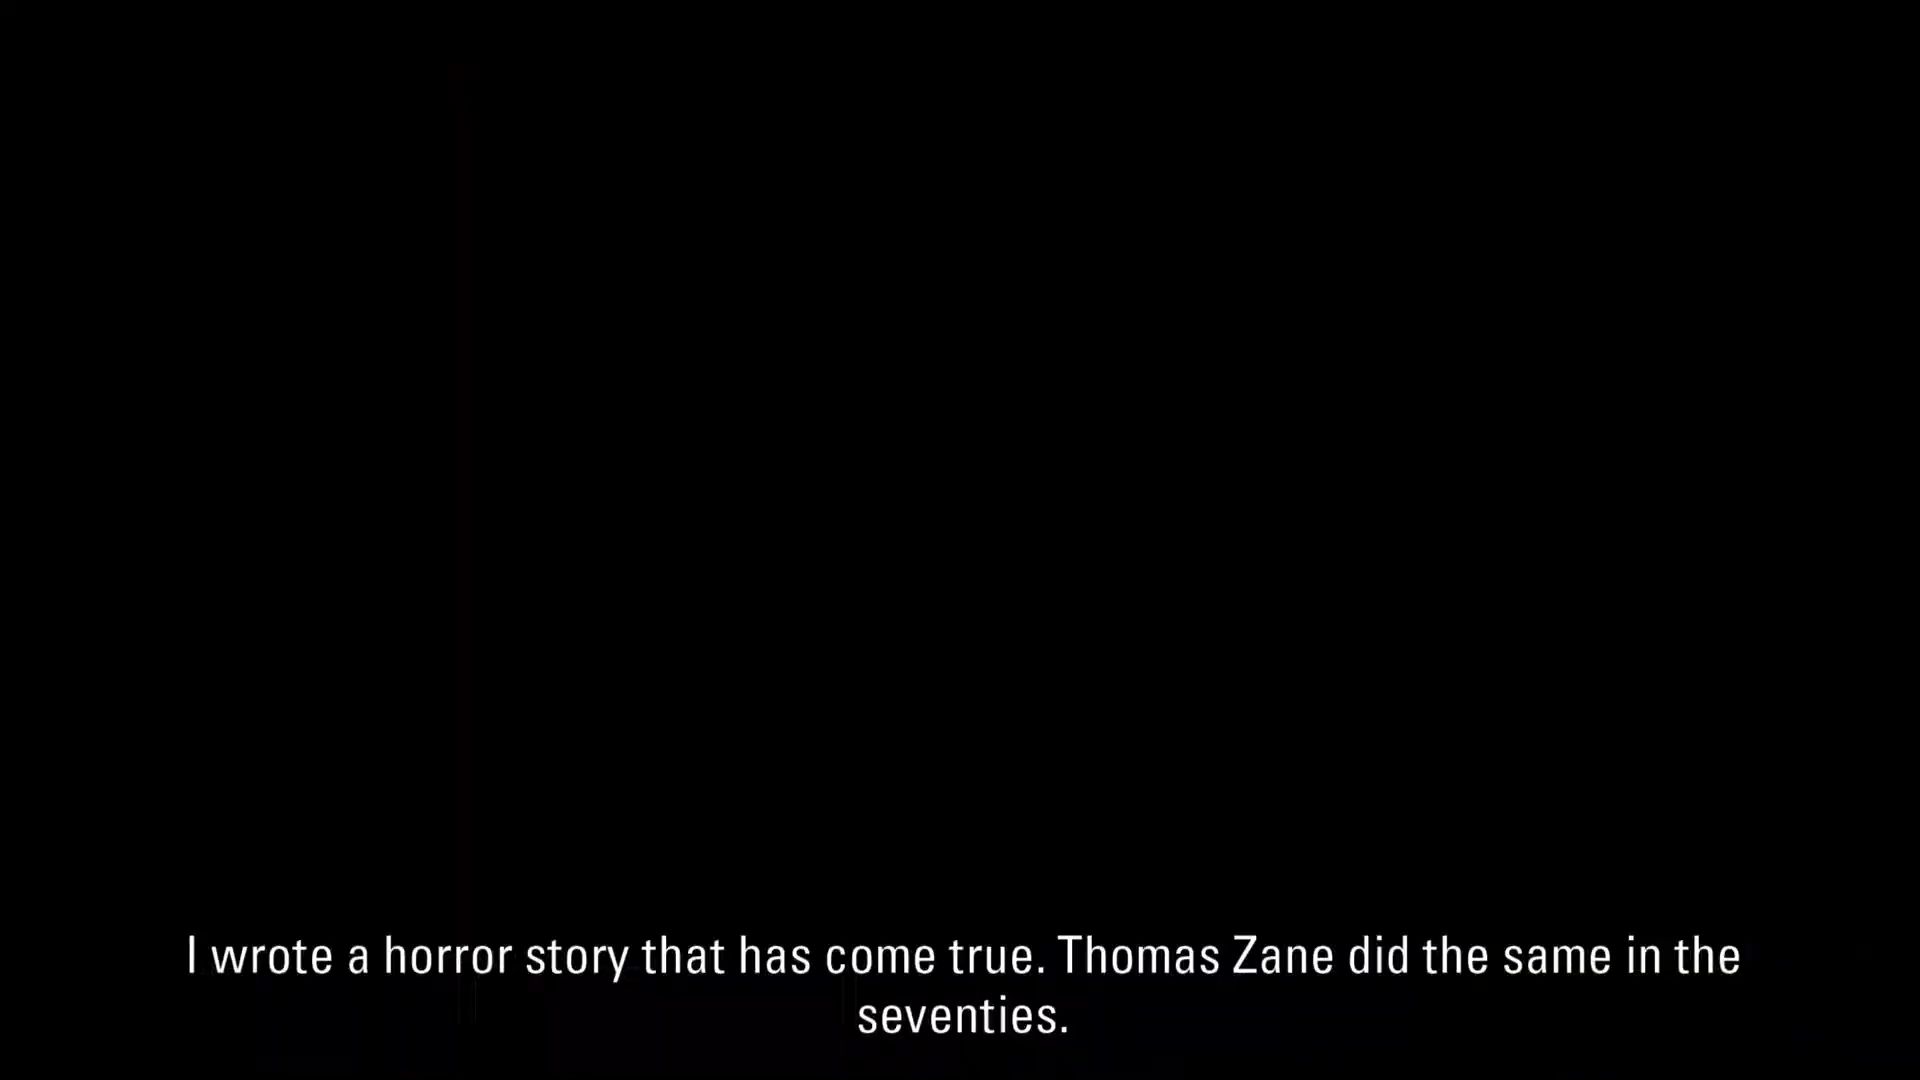 I wrote a horror story that has come true. Thomas Zane did the same in the
seventies.